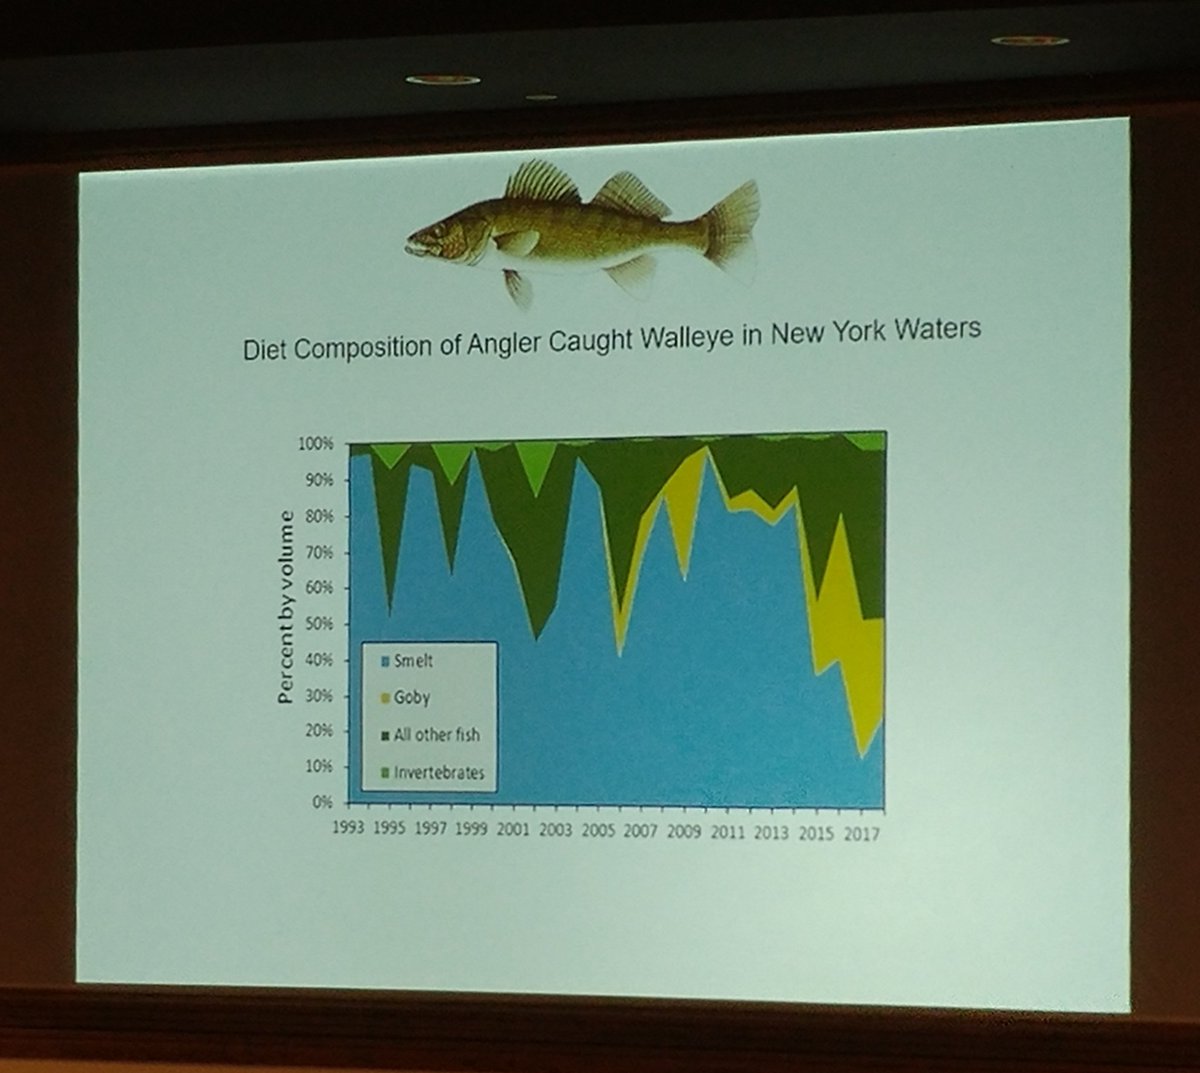 Diet Composition of Angler Caught Walleye in New York Waters
Percent by volume
100%
90%
80%
70%
60%
50%
40%
30%
20%
10%
0%
Smelt
Goby
All other fish
Invertebrates
1993 1995 1997 1999 2001 2003 2005 2007 2009 2011 2013 2015 2017